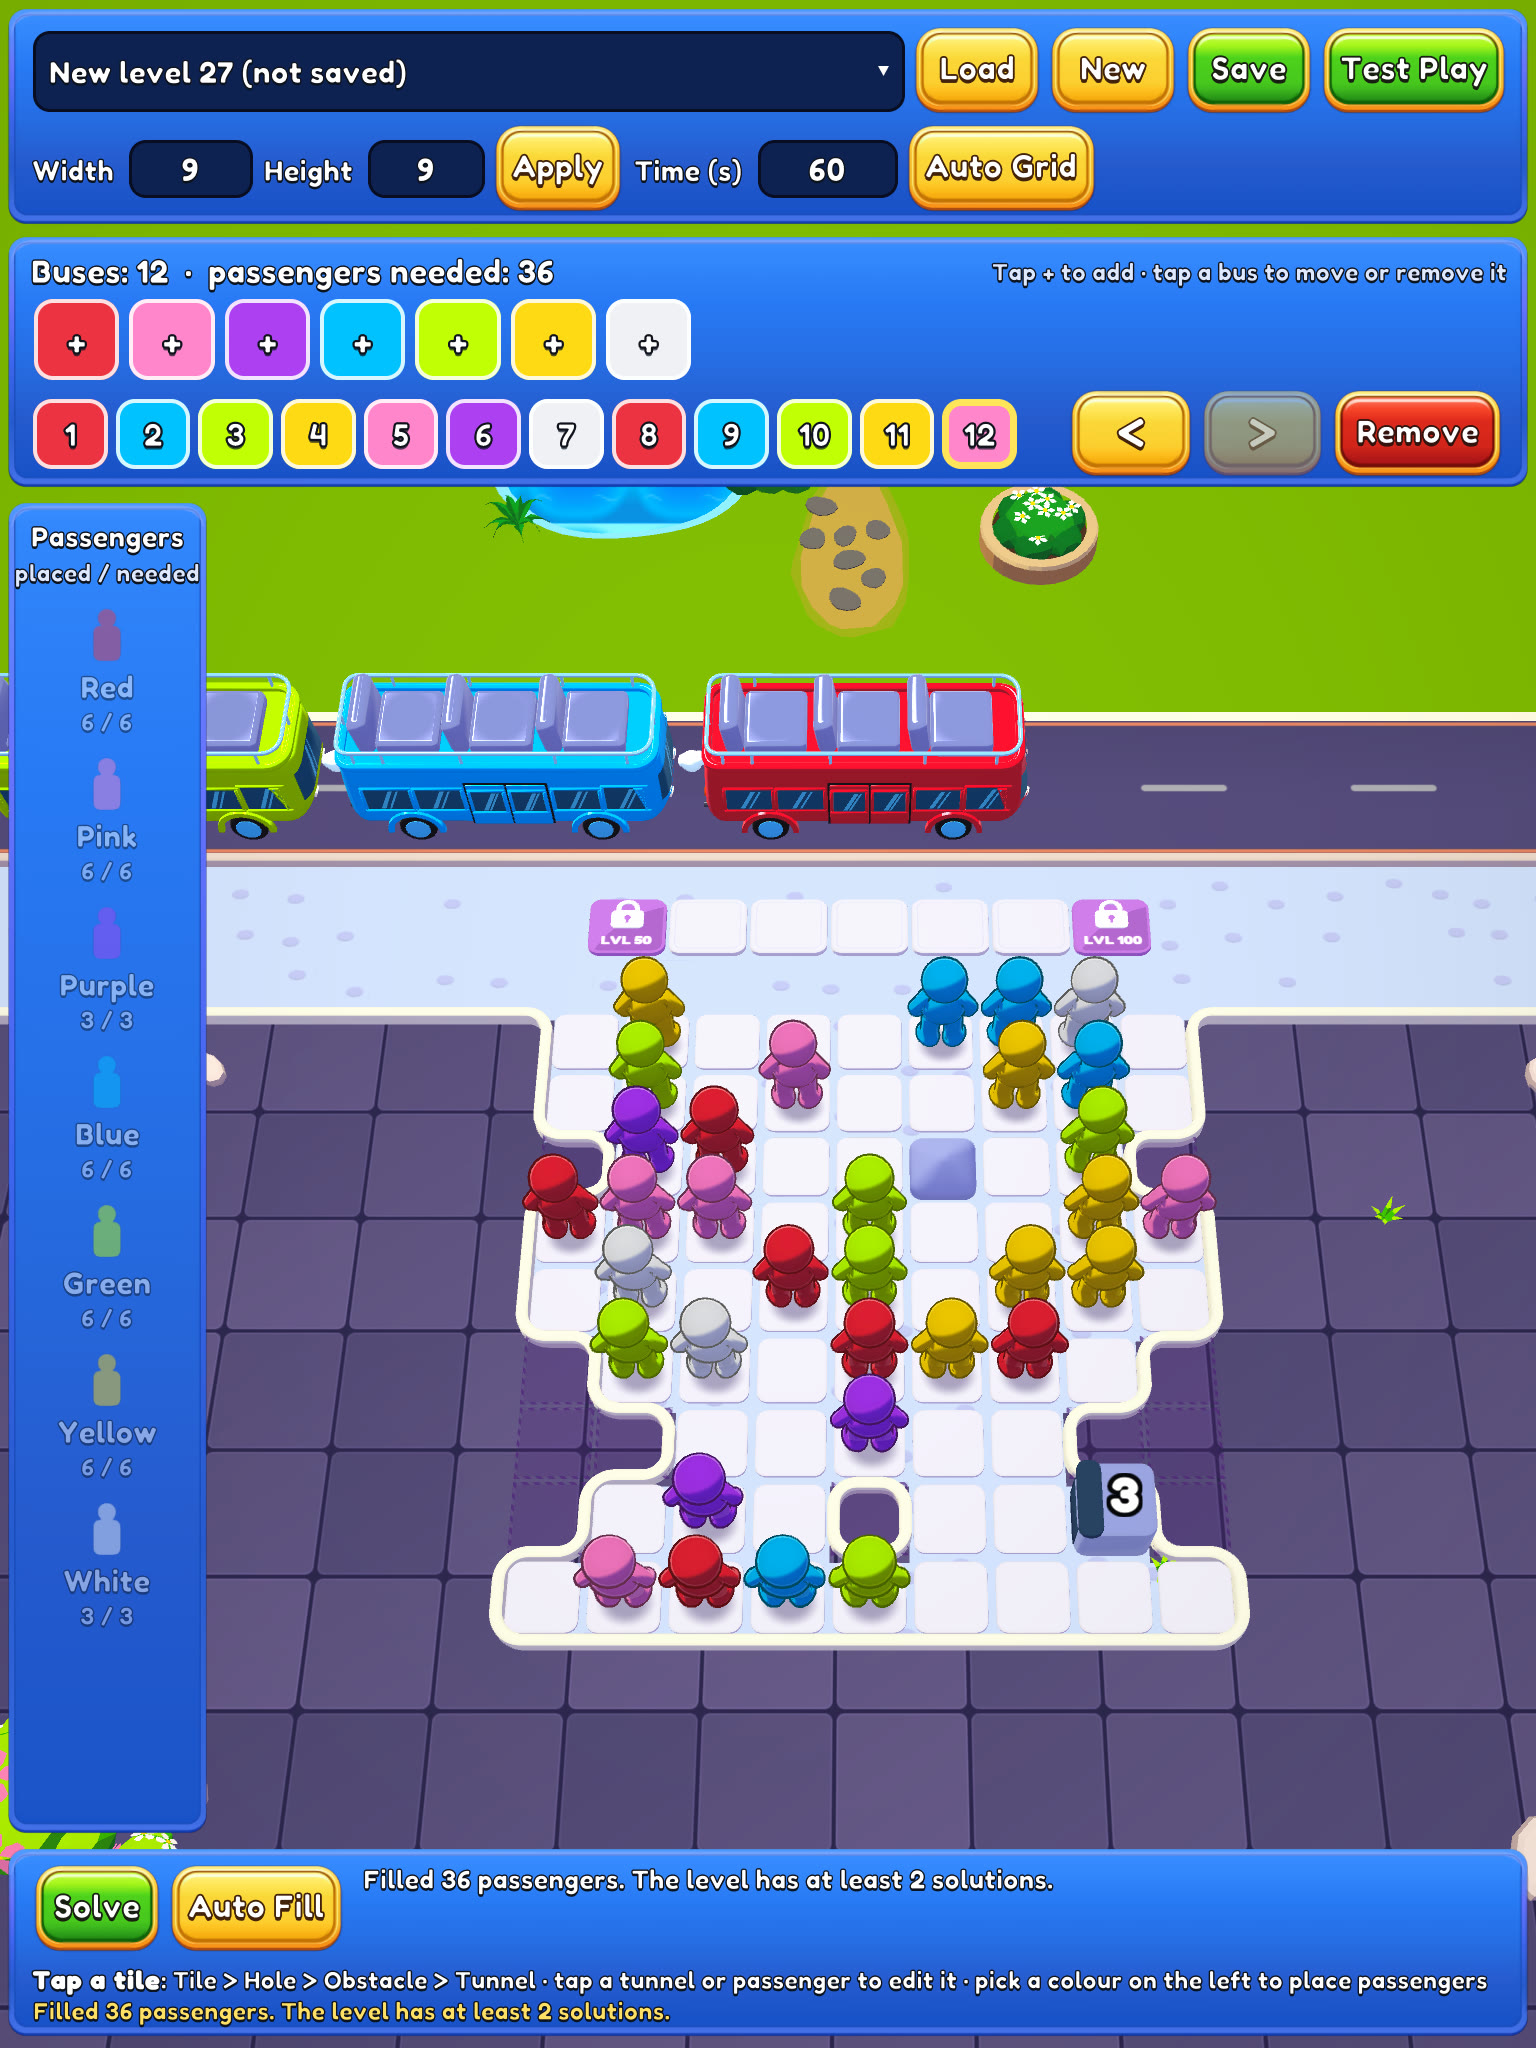 New level 27 (not saved)
Load
New
Save
Test Play
Width
9
Height
9
Apply
Time (s)
60
Auto Grid
Buses: 12 · passengers needed: 36
Tap + to add · tap a bus to move or remove it
+ + + + + + +
1 2 3 4 5 6 7 8 9 10 11 12
<
>
Remove
Passengers
placed / needed
Red
6 / 6
Pink
6 / 6
Purple
3 / 3
Blue
6 / 6
Green
6 / 6
Yellow
6 / 6
White
3 / 3
LVL 50
LVL 100
3
Solve
Auto Fill
Filled 36 passengers. The level has at least 2 solutions.
Tap a tile: Tile > Hole > Obstacle > Tunnel · tap a tunnel or passenger to edit it · pick a colour on the left to place passengers
Filled 36 passengers. The level has at least 2 solutions.